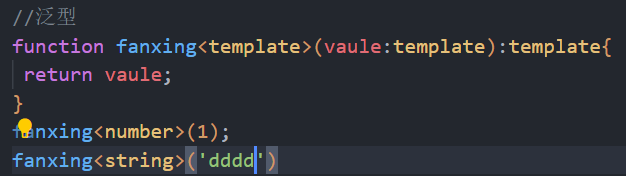 //泛型
function fanxing<template>(vaule:template):template{
return vaule;
}
fanxing<number>(1);
fanxing<string>('dddd')